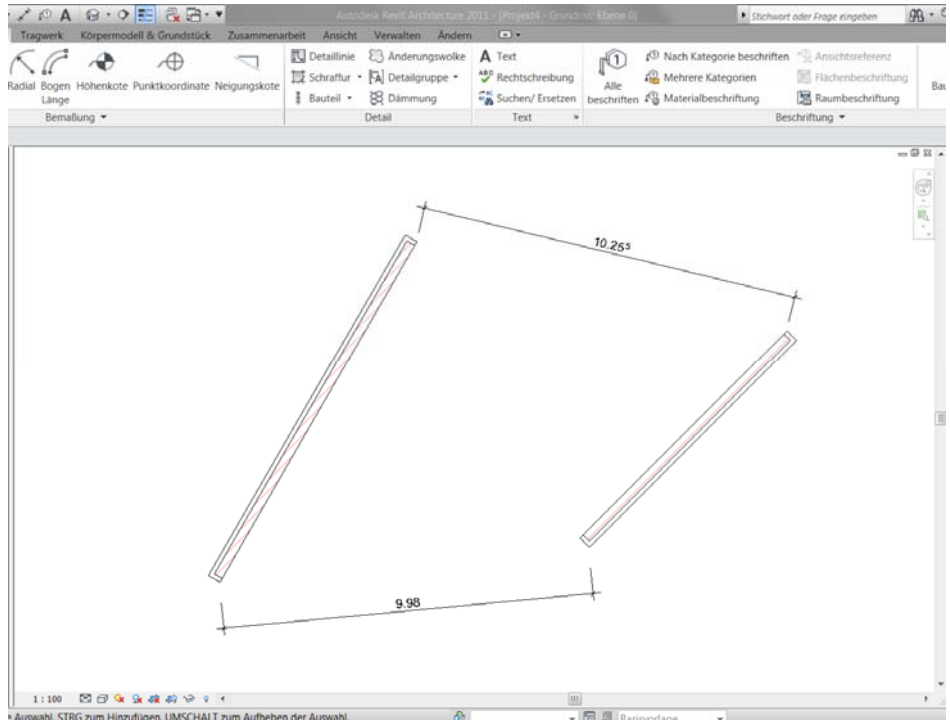 Autodesk Revit Architecture 2011 - [Projekt4 - Grundriss: Ebene 0]
Stichwort oder Frage eingeben
Tragwerk Körpermodell & Grundstück Zusammenarbeit Ansicht Verwalten Ändern
Radial Bogen Länge Höhenkote Punktkoordinate Neigungskote
Bemaßung
Detaillinie Änderungswolke
Schraffur Detailgruppe
Bauteil Dämmung
Detail
A Text
Rechtschreibung
Suchen/ Ersetzen
Text
Alle beschriften
Nach Kategorie beschriften Ansichtsreferenz
Mehrere Kategorien Flächenbeschriftung
Materialbeschriftung Raumbeschriftung
Beschriftung
10.25⁵
9.98
1 : 100
Auswahl, STRG zum Hinzufügen, UMSCHALT zum Aufheben der Auswahl.
Basisvorlage